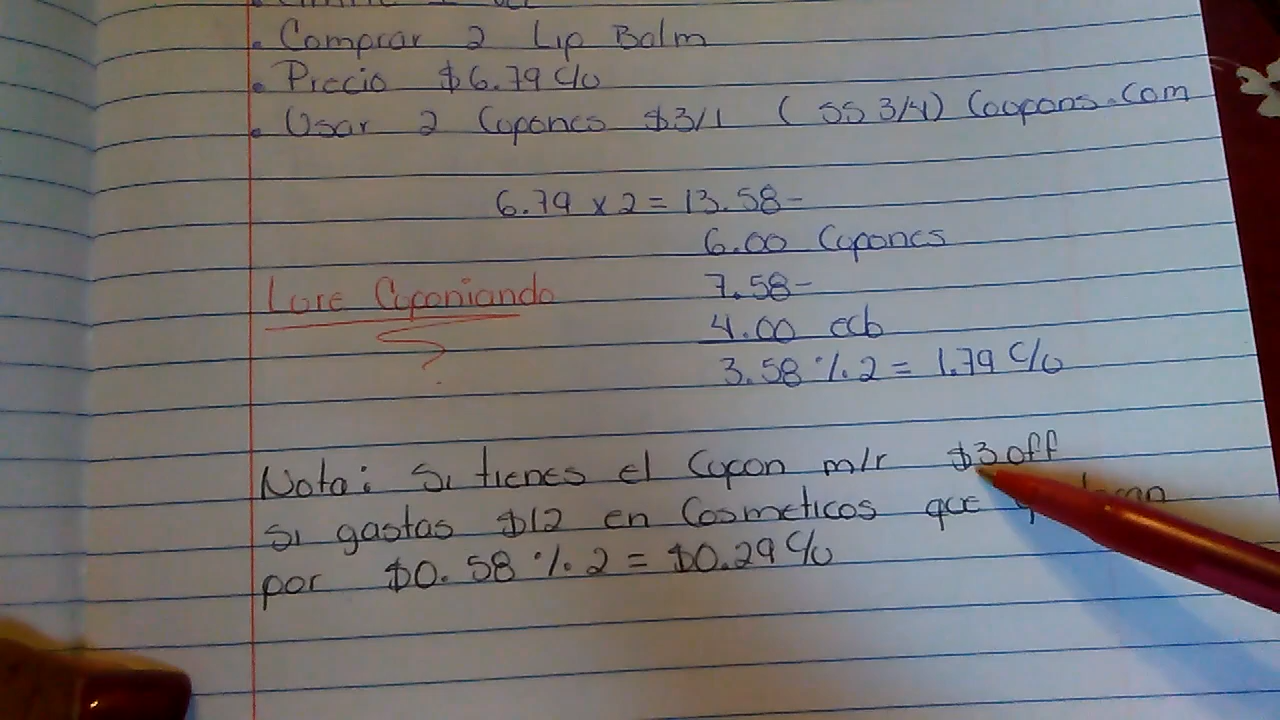 • Comprar 2 Lip Balm
• Precio $6.79 c/u
• Usar 2 Cupones $3/1 (SS 3/4) Coupons.com
6.79 x 2 = 13.58-
6.00 Cupones
Lure Cuponiando
7.58-
4.00 ecb
3.58 ÷ 2 = 1.79 c/u
Nota: Si tienes el Cupon m/r $3 off
si gastas $12 en Cosmeticos que
por $0.58 ÷ 2 = $0.29 c/u